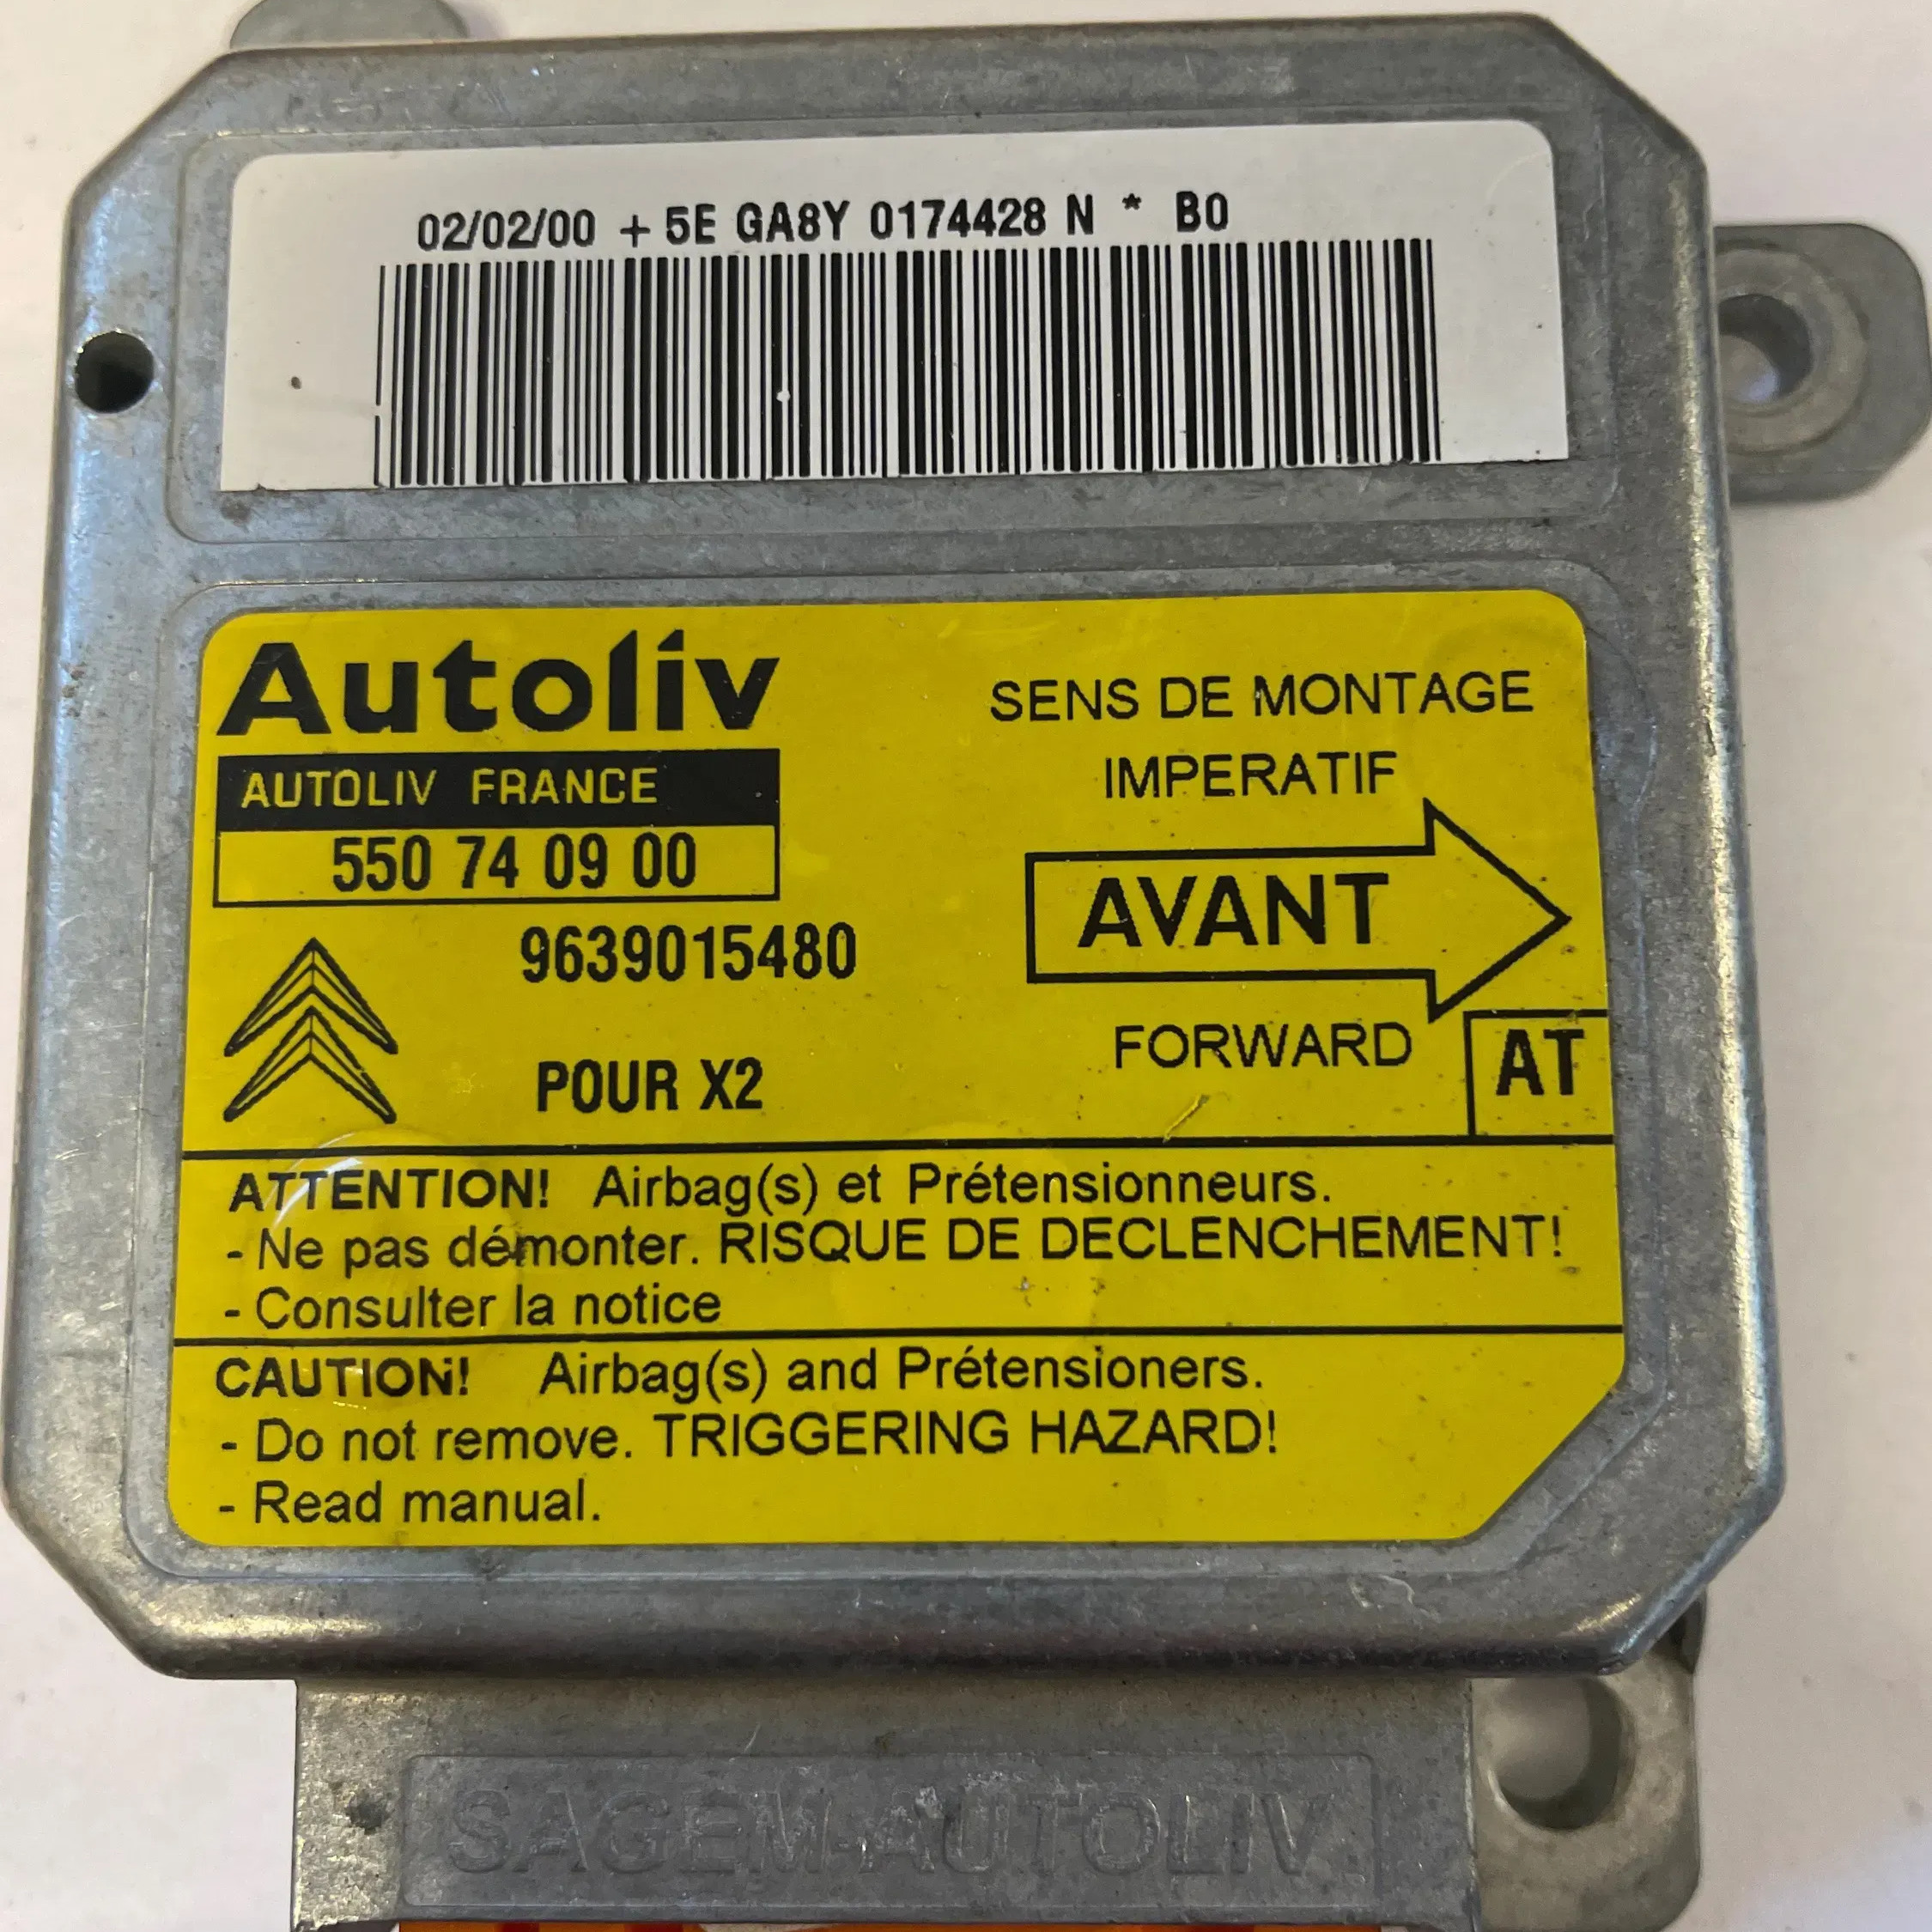 02/02/00 + 5E GA8Y 0174428 N * B0
Autoliv
AUTOLIV FRANCE
550 74 09 00
9639015480
POUR X2
SENS DE MONTAGE
IMPERATIF
AVANT
FORWARD
AT
ATTENTION! Airbag(s) et Prétensionneurs.
- Ne pas démonter. RISQUE DE DECLENCHEMENT!
- Consulter la notice
CAUTION! Airbag(s) and Prétensioners.
- Do not remove. TRIGGERING HAZARD!
- Read manual.
SAGEM-AUTOLIV